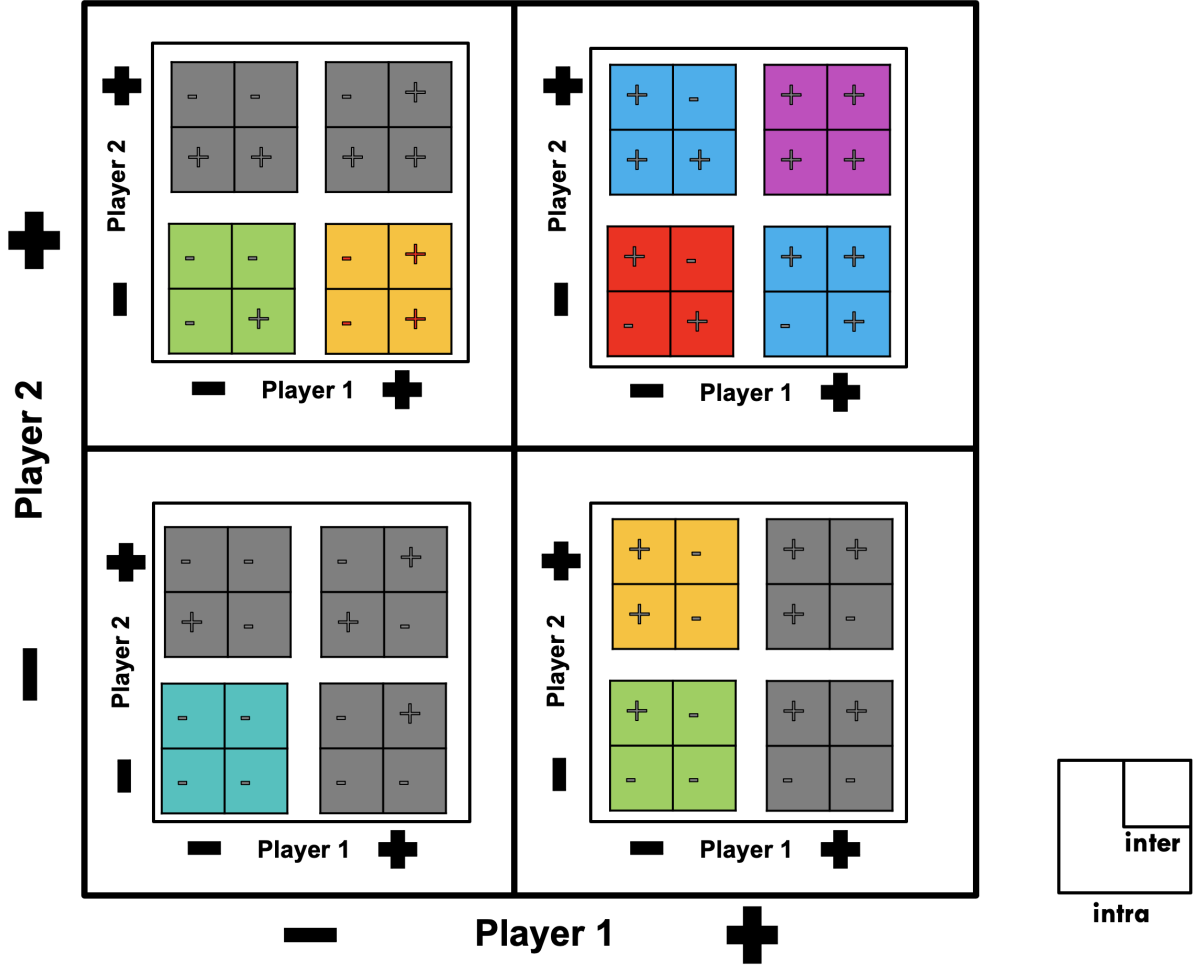 + +
Player 2 Player 2
- - + - + - + +
+ + + + + + + +
- - - + + - + +
- + - + - + - +
+
-
- Player 1 + - Player 1 +
Player 2
+ +
Player 2 Player 2
- - - + + - + +
+ - + - + - + -
- - - + + - + +
- - - - - - - -
-
-
- Player 1 + - Player 1 +
- Player 1 +
inter
intra